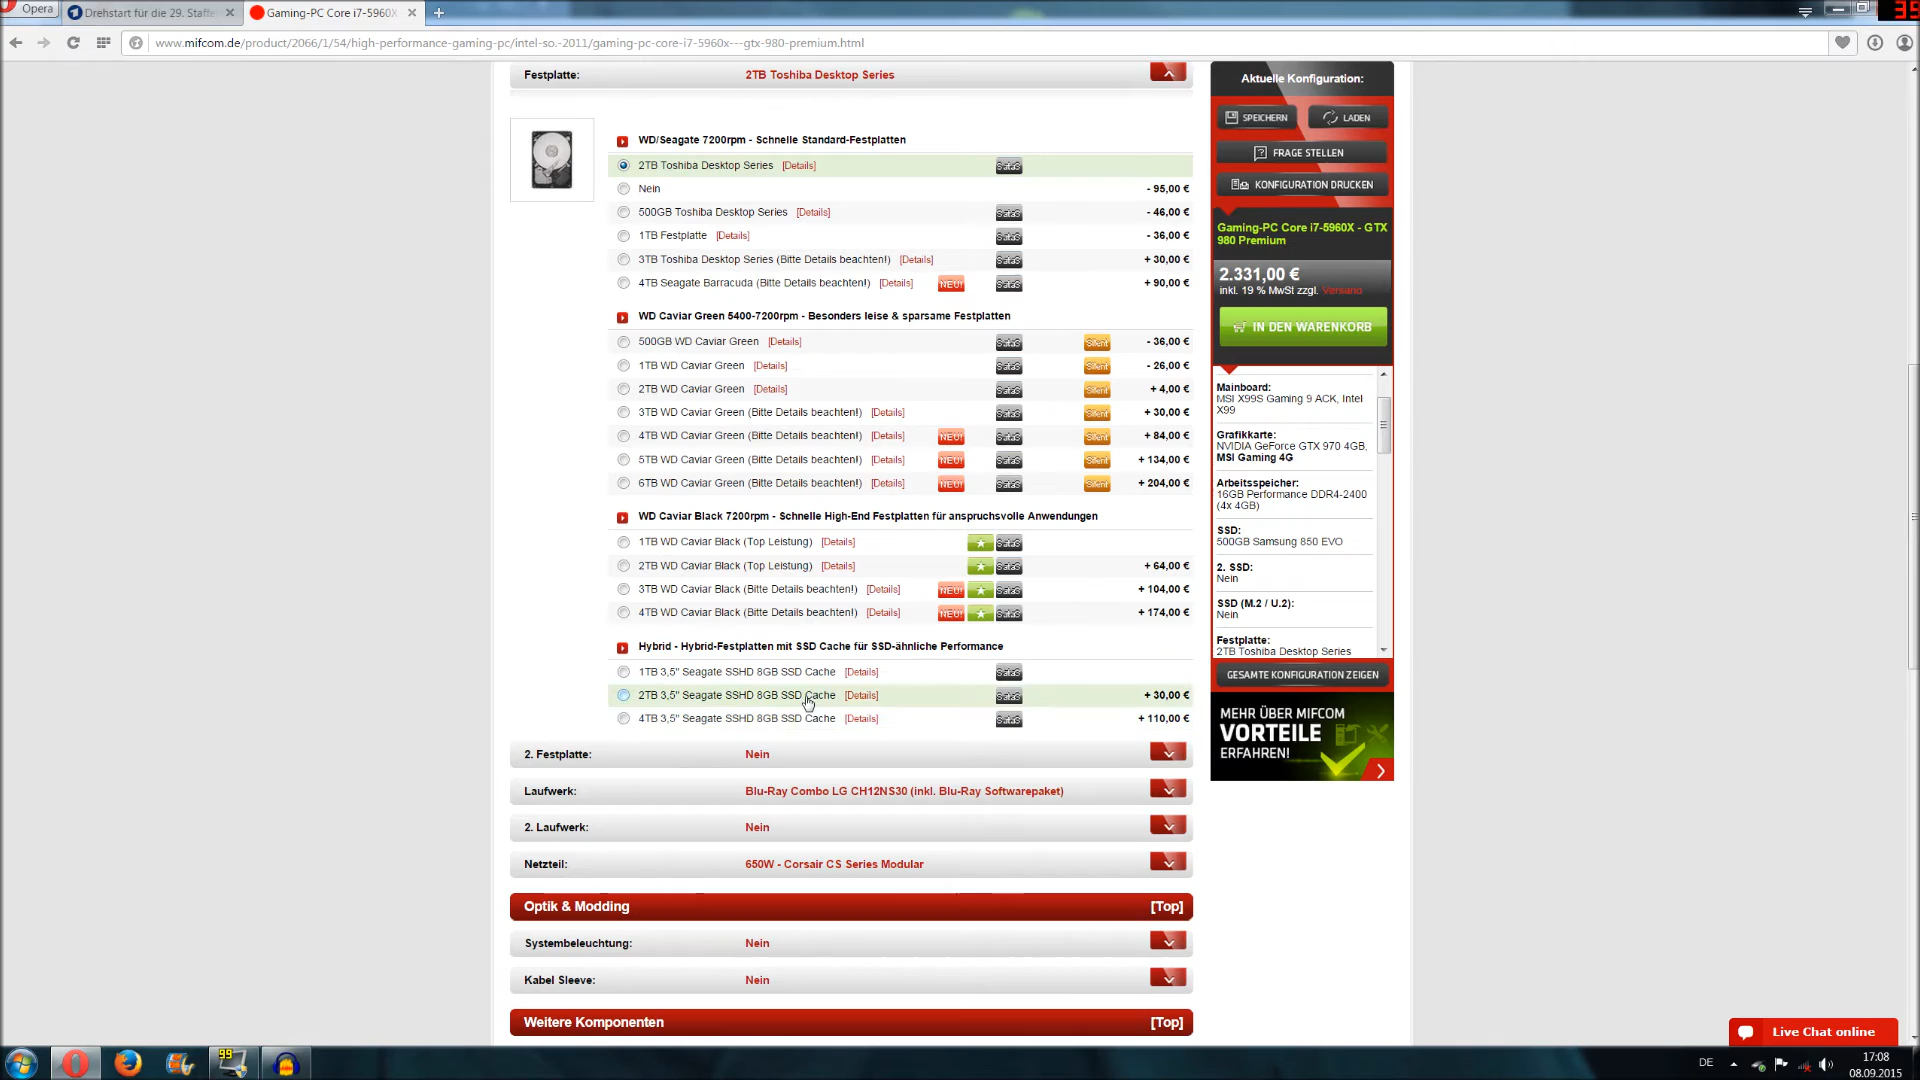 Opera
Drehstart für die 29. Staffe
Gaming-PC Core i7-5960X
www.mifcom.de/product/2066/1/54/high-performance-gaming-pc/intel-so.-2011/gaming-pc-core-i7-5960x---gtx-980-premium.html
Festplatte: 2TB Toshiba Desktop Series
WD/Seagate 7200rpm - Schnelle Standard-Festplatten
2TB Toshiba Desktop Series [Details]
Nein - 95,00 €
500GB Toshiba Desktop Series [Details] - 46,00 €
1TB Festplatte [Details] - 36,00 €
3TB Toshiba Desktop Series (Bitte Details beachten!) [Details] + 30,00 €
4TB Seagate Barracuda (Bitte Details beachten!) [Details] NEU! + 90,00 €
WD Caviar Green 5400-7200rpm - Besonders leise & sparsame Festplatten
500GB WD Caviar Green [Details] Silent - 36,00 €
1TB WD Caviar Green [Details] Silent - 26,00 €
2TB WD Caviar Green [Details] Silent + 4,00 €
3TB WD Caviar Green (Bitte Details beachten!) [Details] Silent + 30,00 €
4TB WD Caviar Green (Bitte Details beachten!) [Details] NEU! Silent + 84,00 €
5TB WD Caviar Green (Bitte Details beachten!) [Details] NEU! Silent + 134,00 €
6TB WD Caviar Green (Bitte Details beachten!) [Details] NEU! Silent + 204,00 €
WD Caviar Black 7200rpm - Schnelle High-End Festplatten für anspruchsvolle Anwendungen
1TB WD Caviar Black (Top Leistung) [Details]
2TB WD Caviar Black (Top Leistung) [Details] + 64,00 €
3TB WD Caviar Black (Bitte Details beachten!) [Details] NEU! + 104,00 €
4TB WD Caviar Black (Bitte Details beachten!) [Details] NEU! + 174,00 €
Hybrid - Hybrid-Festplatten mit SSD Cache für SSD-ähnliche Performance
1TB 3,5" Seagate SSHD 8GB SSD Cache [Details]
2TB 3,5" Seagate SSHD 8GB SSD Cache [Details] + 30,00 €
4TB 3,5" Seagate SSHD 8GB SSD Cache [Details] + 110,00 €
2. Festplatte: Nein
Laufwerk: Blu-Ray Combo LG CH12NS30 (inkl. Blu-Ray Softwarepaket)
2. Laufwerk: Nein
Netzteil: 650W - Corsair CS Series Modular
Optik & Modding [Top]
Systembeleuchtung: Nein
Kabel Sleeve: Nein
Weitere Komponenten [Top]
Aktuelle Konfiguration:
SPEICHERN LADEN
FRAGE STELLEN
KONFIGURATION DRUCKEN
Gaming-PC Core i7-5960X - GTX
980 Premium
2.331,00 €
inkl. 19 % MwSt zzgl. Versand
IN DEN WARENKORB
Mainboard:
MSI X99S Gaming 9 ACK, Intel
X99
Grafikkarte:
NVIDIA GeForce GTX 970 4GB,
MSI Gaming 4G
Arbeitsspeicher:
16GB Performance DDR4-2400
(4x 4GB)
SSD:
500GB Samsung 850 EVO
2. SSD:
Nein
SSD (M.2 / U.2):
Nein
Festplatte:
2TB Toshiba Desktop Series
GESAMTE KONFIGURATION ZEIGEN
MEHR ÜBER MIFCOM
VORTEILE
ERFAHREN!
Live Chat online
99
DE
17:08
08.09.2015